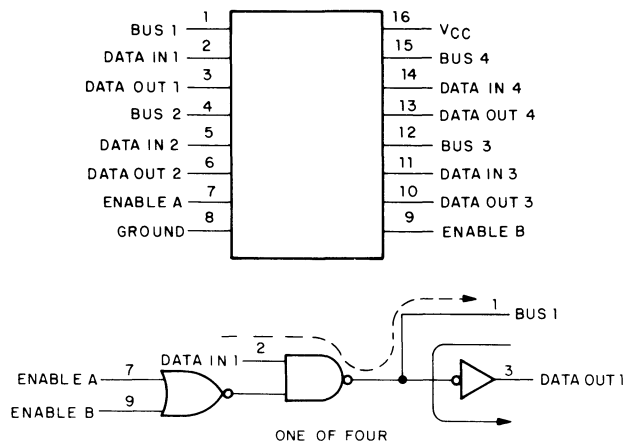 1 16
BUS 1 VCC
2 15
DATA IN 1 BUS 4
3 14
DATA OUT 1 DATA IN 4
4 13
BUS 2 DATA OUT 4
5 12
DATA IN 2 BUS 3
6 11
DATA OUT 2 DATA IN 3
7 10
ENABLE A DATA OUT 3
8 9
GROUND ENABLE B
1
BUS 1
2
DATA IN 1
7
ENABLE A
9
ENABLE B
3
DATA OUT 1
ONE OF FOUR